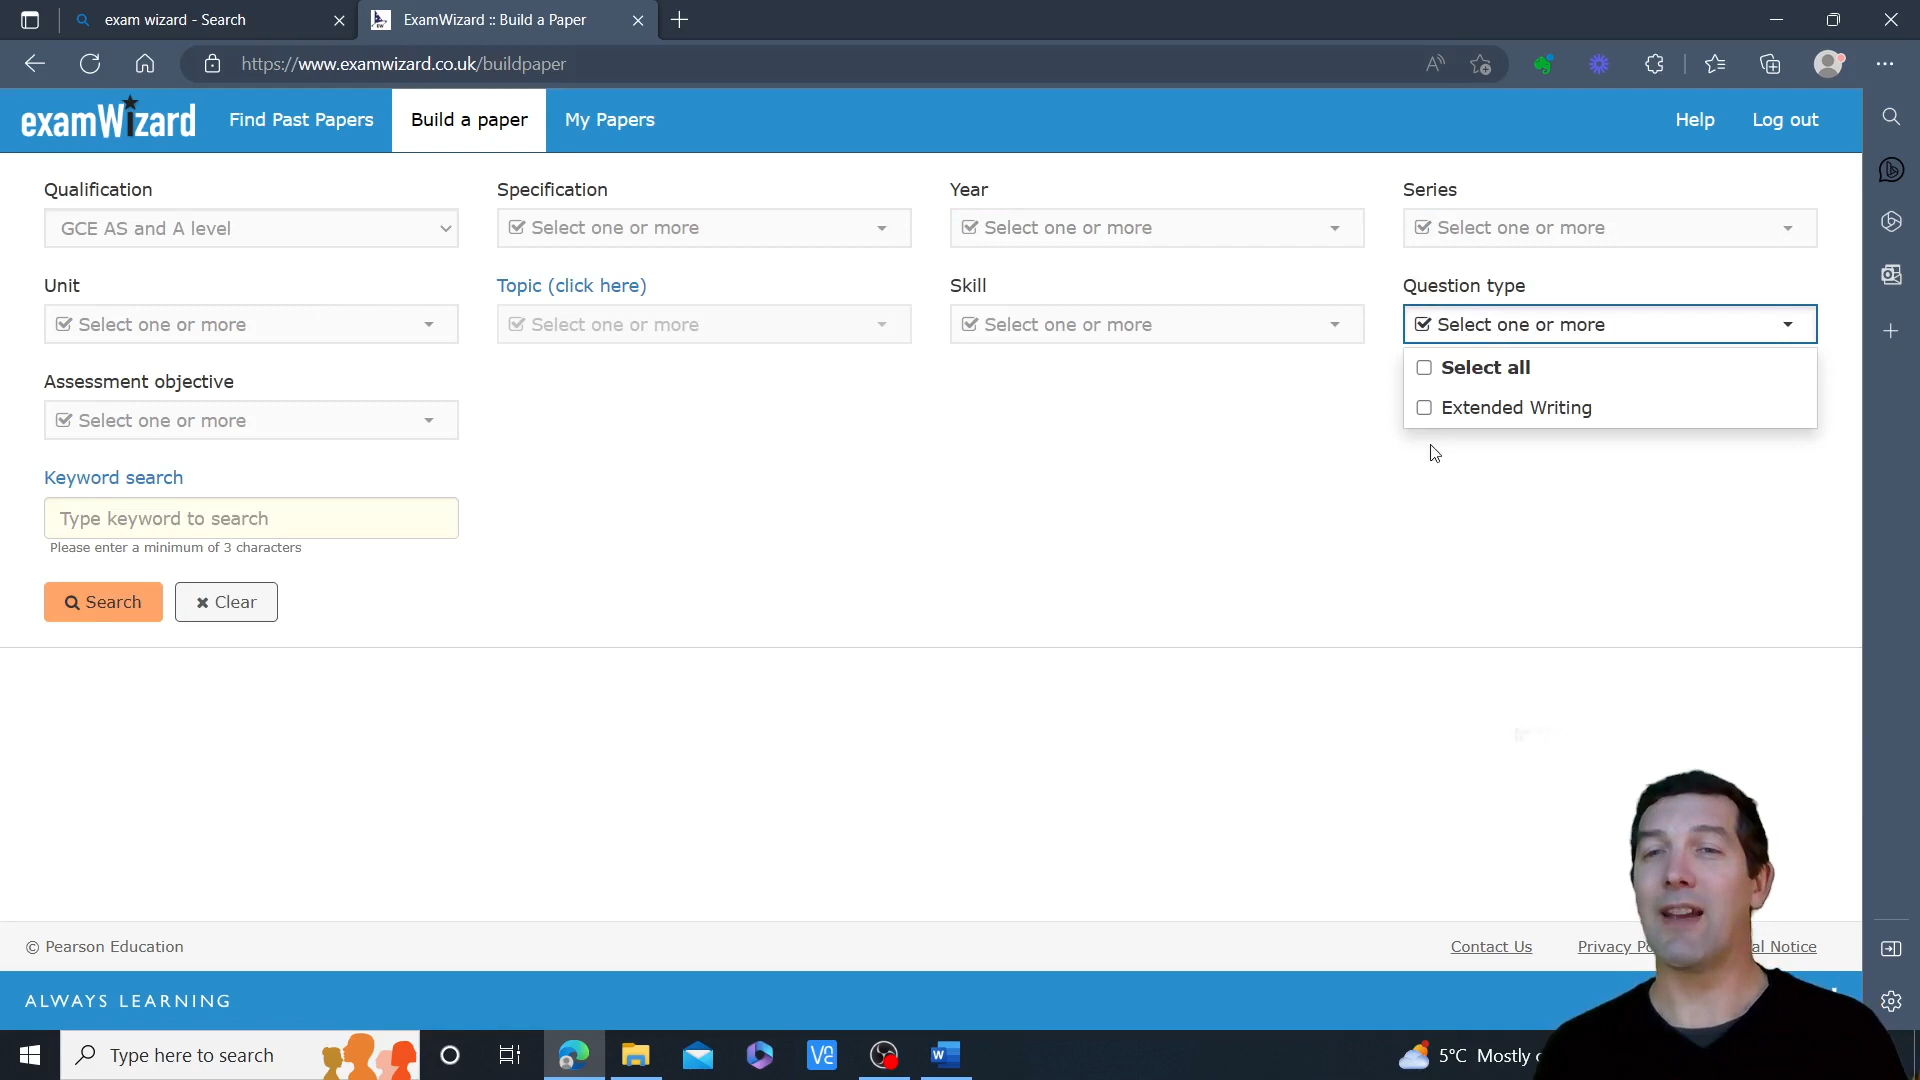 exam wizard - Search
ExamWizard :: Build a Paper
https://www.examwizard.co.uk/buildpaper
examWizard
Find Past Papers
Build a paper
My Papers
Help
Log out
Qualification
Specification
Year
Series
GCE AS and A level
Select one or more
Select one or more
Select one or more
Unit
Topic (click here)
Skill
Question type
Select one or more
Select one or more
Select one or more
Select one or more
Select all
Extended Writing
Assessment objective
Select one or more
Keyword search
Type keyword to search
Please enter a minimum of 3 characters
Search
Clear
© Pearson Education
Contact Us
Privacy
al Notice
ALWAYS LEARNING
Type here to search
5°C Mostly